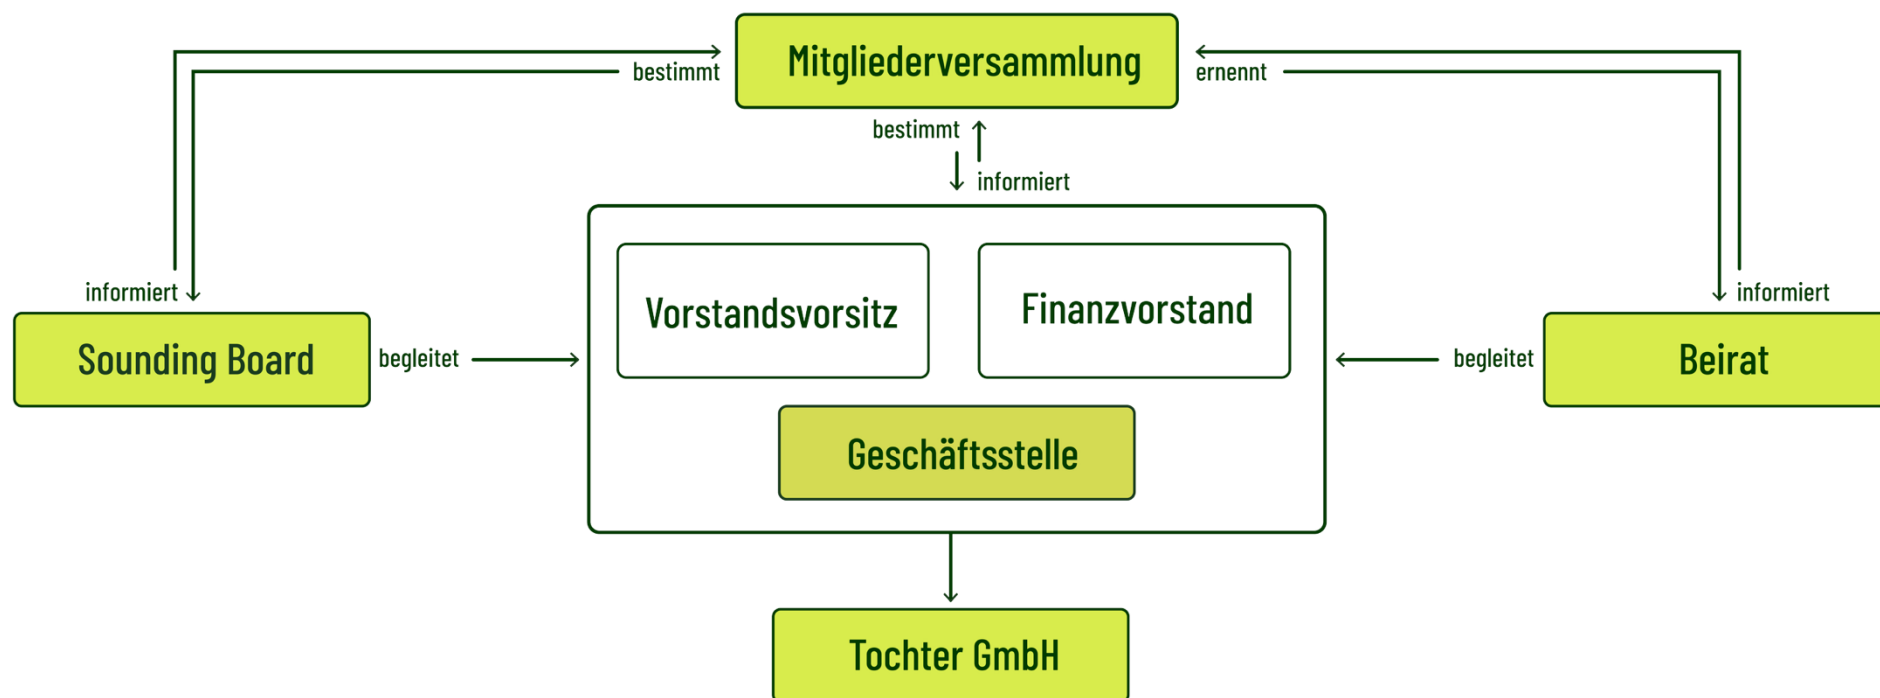 Mitgliederversammlung
bestimmt
ernennt
bestimmt
informiert
informiert
informiert
Vorstandsvorsitz
Finanzvorstand
Sounding Board
begleitet
begleitet
Beirat
Geschäftsstelle
Tochter GmbH